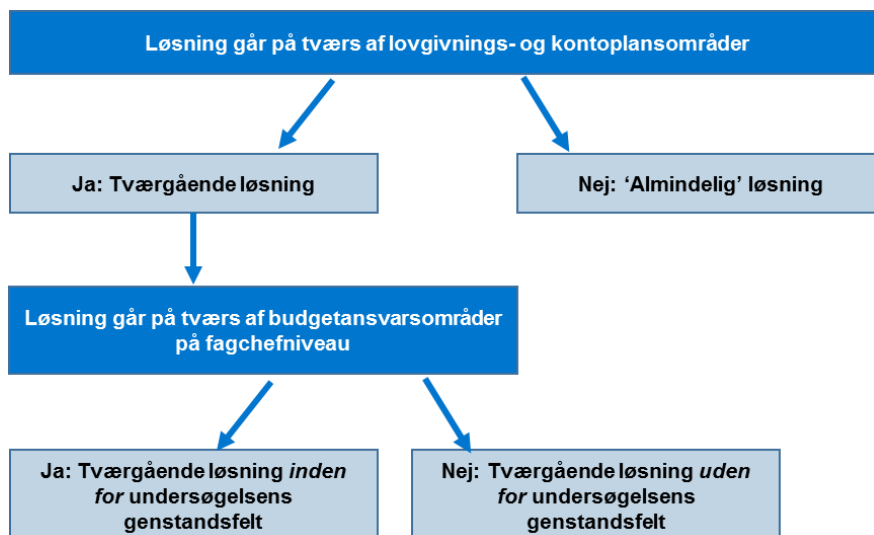 Løsning går på tværs af lovgivnings- og kontoplansområder
Ja: Tværgående løsning
Nej: ‘Almindelig’ løsning
Løsning går på tværs af budgetansvarsområder
på fagchefniveau
Ja: Tværgående løsning inden
for undersøgelsens
genstandsfelt
Nej: Tværgående løsning uden
for undersøgelsens
genstandsfelt